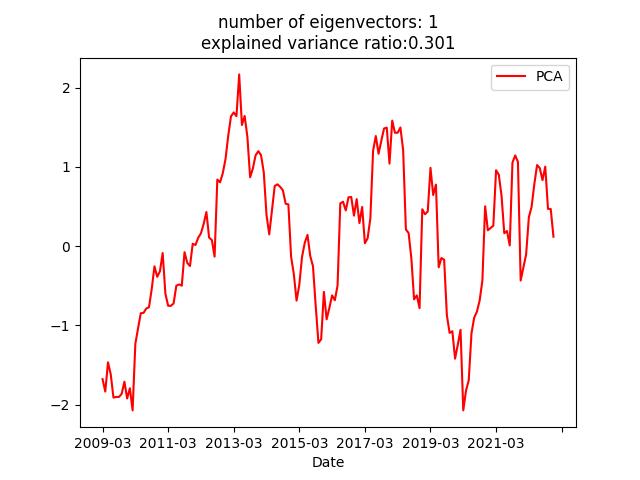 number of eigenvectors: 1
explained variance ratio:0.301
PCA
2
1
0
−1
−2
2009-03 2011-03 2013-03 2015-03 2017-03 2019-03 2021-03
Date